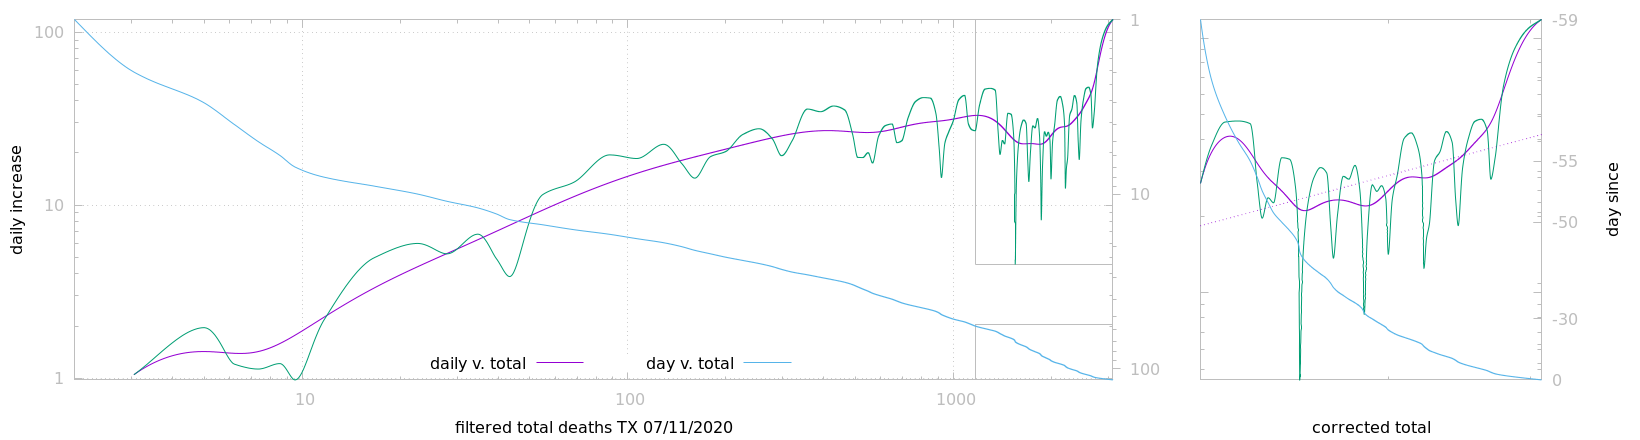 daily increase
100
10
1
daily v. total
day v. total
10
100
1000
filtered total deaths TX 07/11/2020
1
10
100
-59
-55
-50
-30
0
day since
corrected total